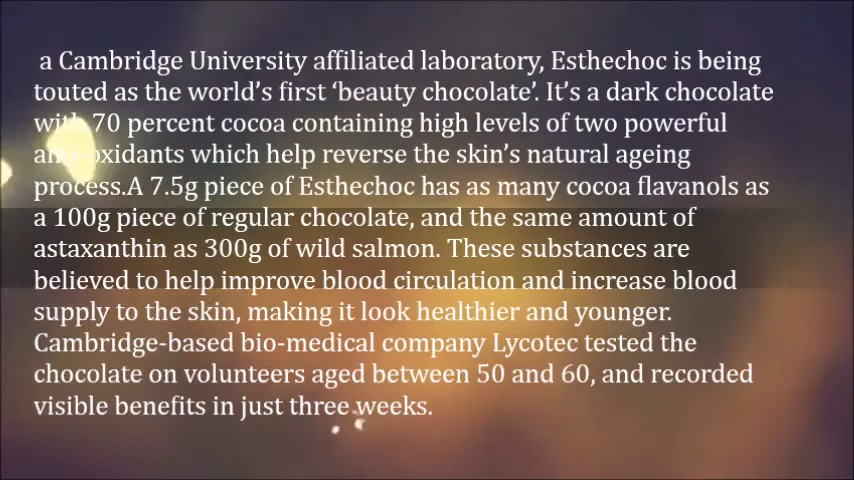 a Cambridge University affiliated laboratory, Esthechoc is being
touted as the world’s first ‘beauty chocolate’. It’s a dark chocolate
with 70 percent cocoa containing high levels of two powerful
antioxidants which help reverse the skin’s natural ageing
process.A 7.5g piece of Esthechoc has as many cocoa flavanols as
a 100g piece of regular chocolate, and the same amount of
astaxanthin as 300g of wild salmon. These substances are
believed to help improve blood circulation and increase blood
supply to the skin, making it look healthier and younger.
Cambridge-based bio-medical company Lycotec tested the
chocolate on volunteers aged between 50 and 60, and recorded
visible benefits in just three weeks.